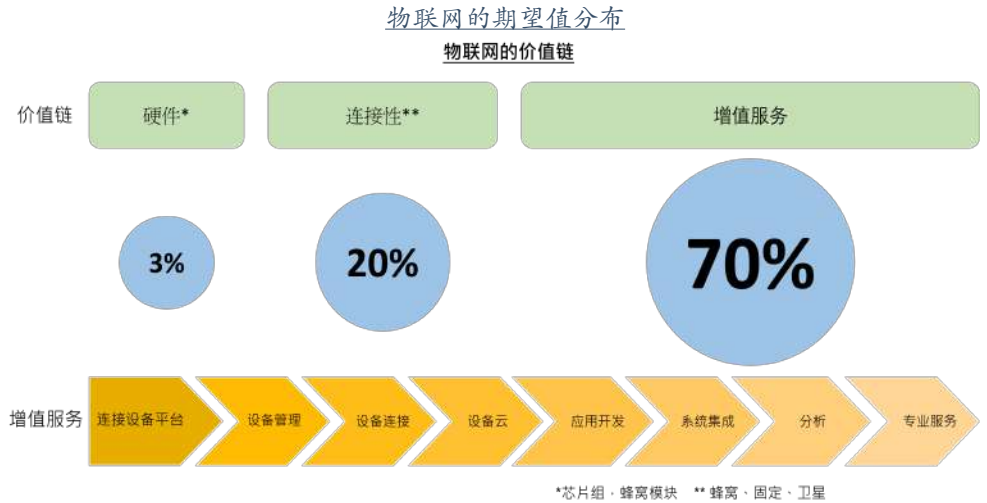 物联网的期望值分布
物联网的价值链
价值链 硬件* 连接性** 增值服务
3% 20% 70%
增值服务 连接设备平台 设备管理 设备连接 设备云 应用开发 系统集成 分析 专业服务
*芯片组，蜂窝模块 ** 蜂窝、固定、卫星